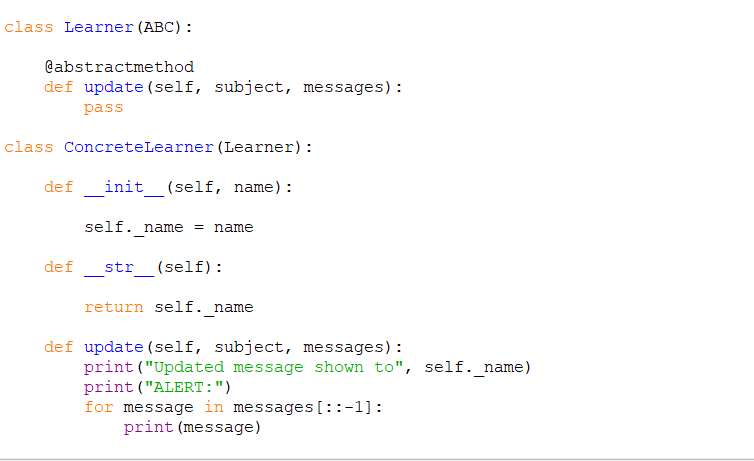 class Learner(ABC):
    @abstractmethod
    def update(self, subject, messages):
        pass
class ConcreteLearner(Learner):
    def __init__(self, name):
        self._name = name
    def __str__(self):
        return self._name
    def update(self, subject, messages):
        print("Updated message shown to", self._name)
        print("ALERT:")
        for message in messages[::-1]:
            print(message)